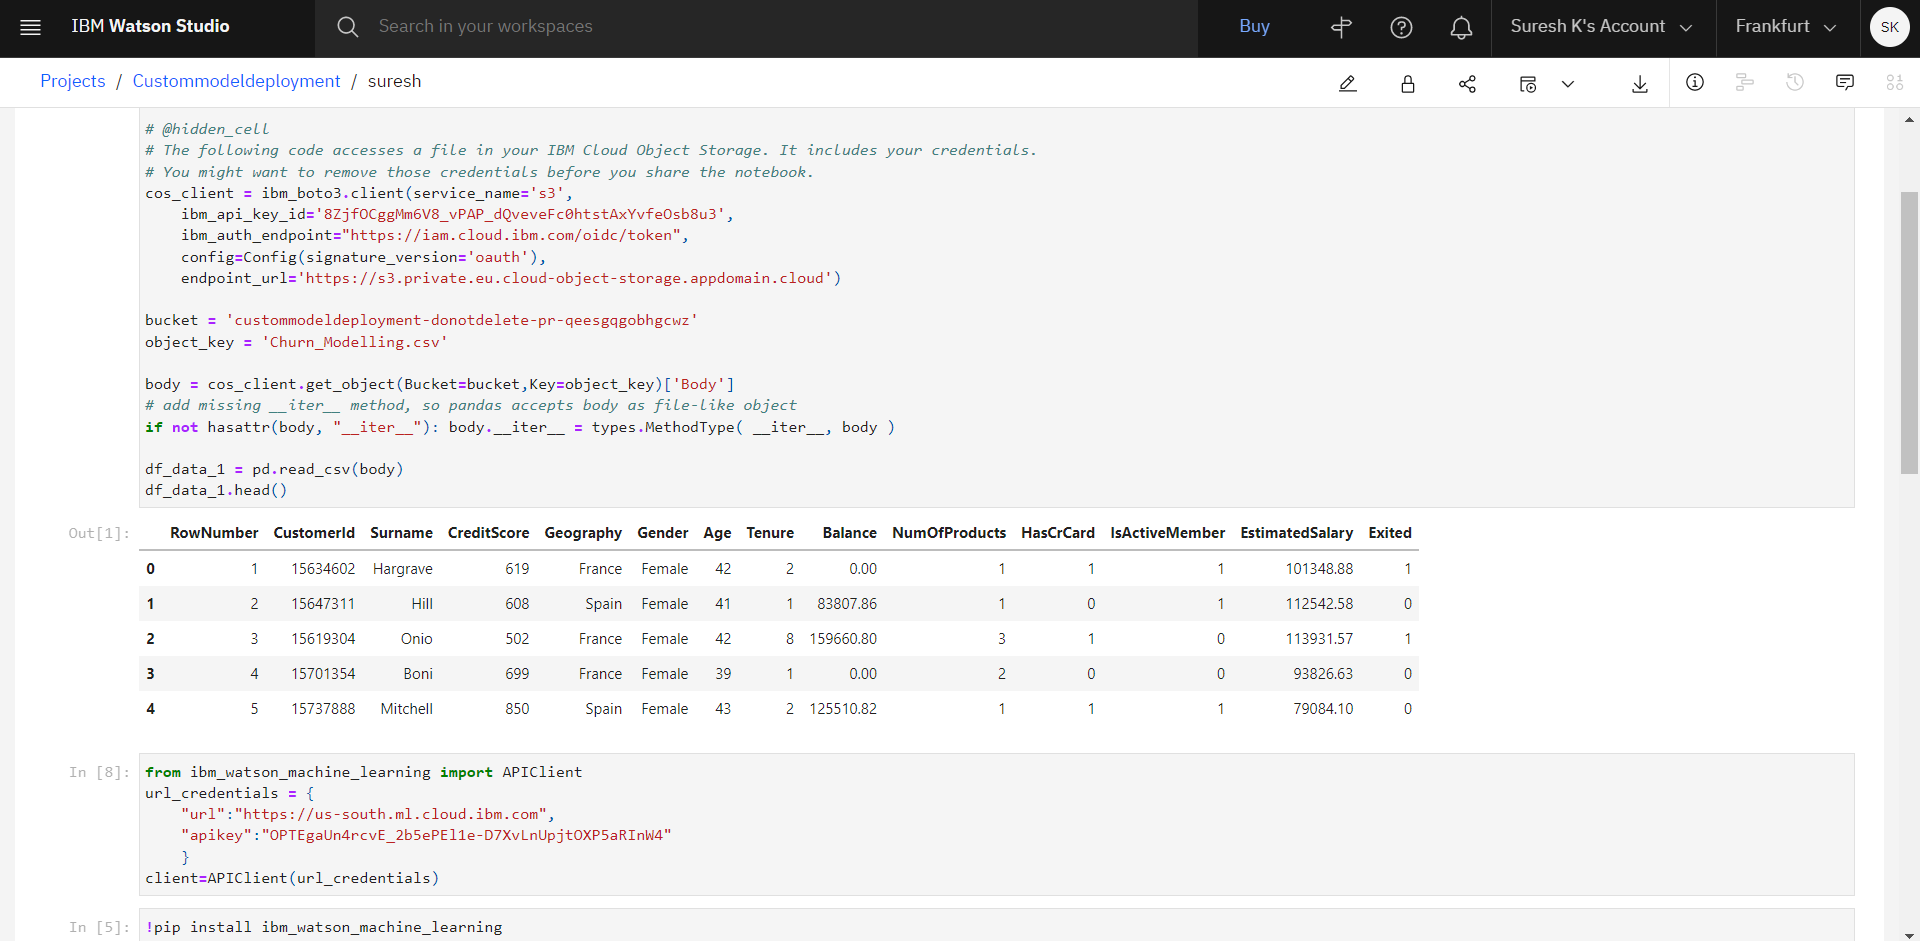 IBM Watson Studio
Search in your workspaces
Buy
Suresh K's Account
Frankfurt
SK
Projects / Custommodeldeployment / suresh
# @hidden_cell
# The following code accesses a file in your IBM Cloud Object Storage. It includes your credentials.
# You might want to remove those credentials before you share the notebook.
cos_client = ibm_boto3.client(service_name='s3',
    ibm_api_key_id='8ZjfOCggMm6V8_vPAP_dQveveFc0htstAxYvfeOsb8u3',
    ibm_auth_endpoint="https://iam.cloud.ibm.com/oidc/token",
    config=Config(signature_version='oauth'),
    endpoint_url='https://s3.private.eu.cloud-object-storage.appdomain.cloud')
bucket = 'custommodeldeployment-donotdelete-pr-qeesgqgobhgcwz'
object_key = 'Churn_Modelling.csv'
body = cos_client.get_object(Bucket=bucket,Key=object_key)['Body']
# add missing __iter__ method, so pandas accepts body as file-like object
if not hasattr(body, "__iter__"): body.__iter__ = types.MethodType( __iter__, body )
df_data_1 = pd.read_csv(body)
df_data_1.head()
Out[1]:
RowNumber CustomerId Surname CreditScore Geography Gender Age Tenure Balance NumOfProducts HasCrCard IsActiveMember EstimatedSalary Exited
0 1 15634602 Hargrave 619 France Female 42 2 0.00 1 1 1 101348.88 1
1 2 15647311 Hill 608 Spain Female 41 1 83807.86 1 0 1 112542.58 0
2 3 15619304 Onio 502 France Female 42 8 159660.80 3 1 0 113931.57 1
3 4 15701354 Boni 699 France Female 39 1 0.00 2 0 0 93826.63 0
4 5 15737888 Mitchell 850 Spain Female 43 2 125510.82 1 1 1 79084.10 0
In [8]: from ibm_watson_machine_learning import APIClient
url_credentials = {
    "url":"https://us-south.ml.cloud.ibm.com",
    "apikey":"OPTEgaUn4rcvE_2b5ePEl1e-D7XvLnUpjtOXP5aRInW4"
    }
client=APIClient(url_credentials)
In [5]: !pip install ibm_watson_machine_learning